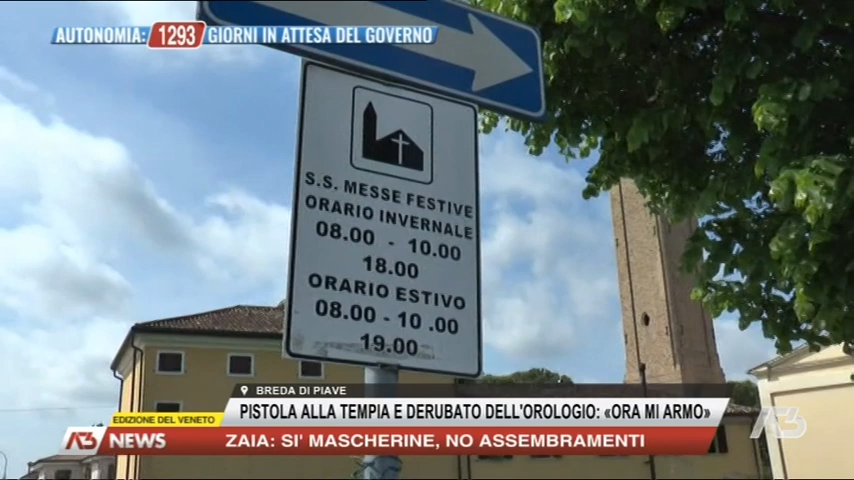 AUTONOMIA: 1293 GIORNI IN ATTESA DEL GOVERNO
S.S. MESSE FESTIVE
ORARIO INVERNALE
08.00 - 10.00
18.00
ORARIO ESTIVO
08.00 - 10.00
19.00
BREDA DI PIAVE
EDIZIONE DEL VENETO
PISTOLA ALLA TEMPIA E DERUBATO DELL'OROLOGIO: «ORA MI ARMO»
A3 NEWS
ZAIA: SI' MASCHERINE, NO ASSEMBRAMENTI
A3